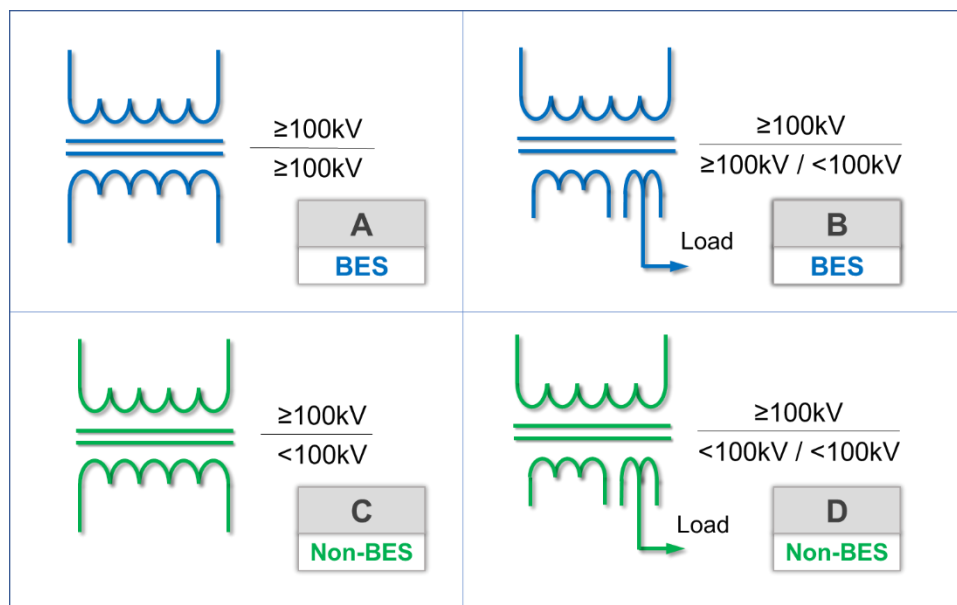 ≥100kV
≥100kV
A
BES
≥100kV
≥100kV / <100kV
Load
B
BES
≥100kV
<100kV
C
Non-BES
≥100kV
<100kV / <100kV
Load
D
Non-BES